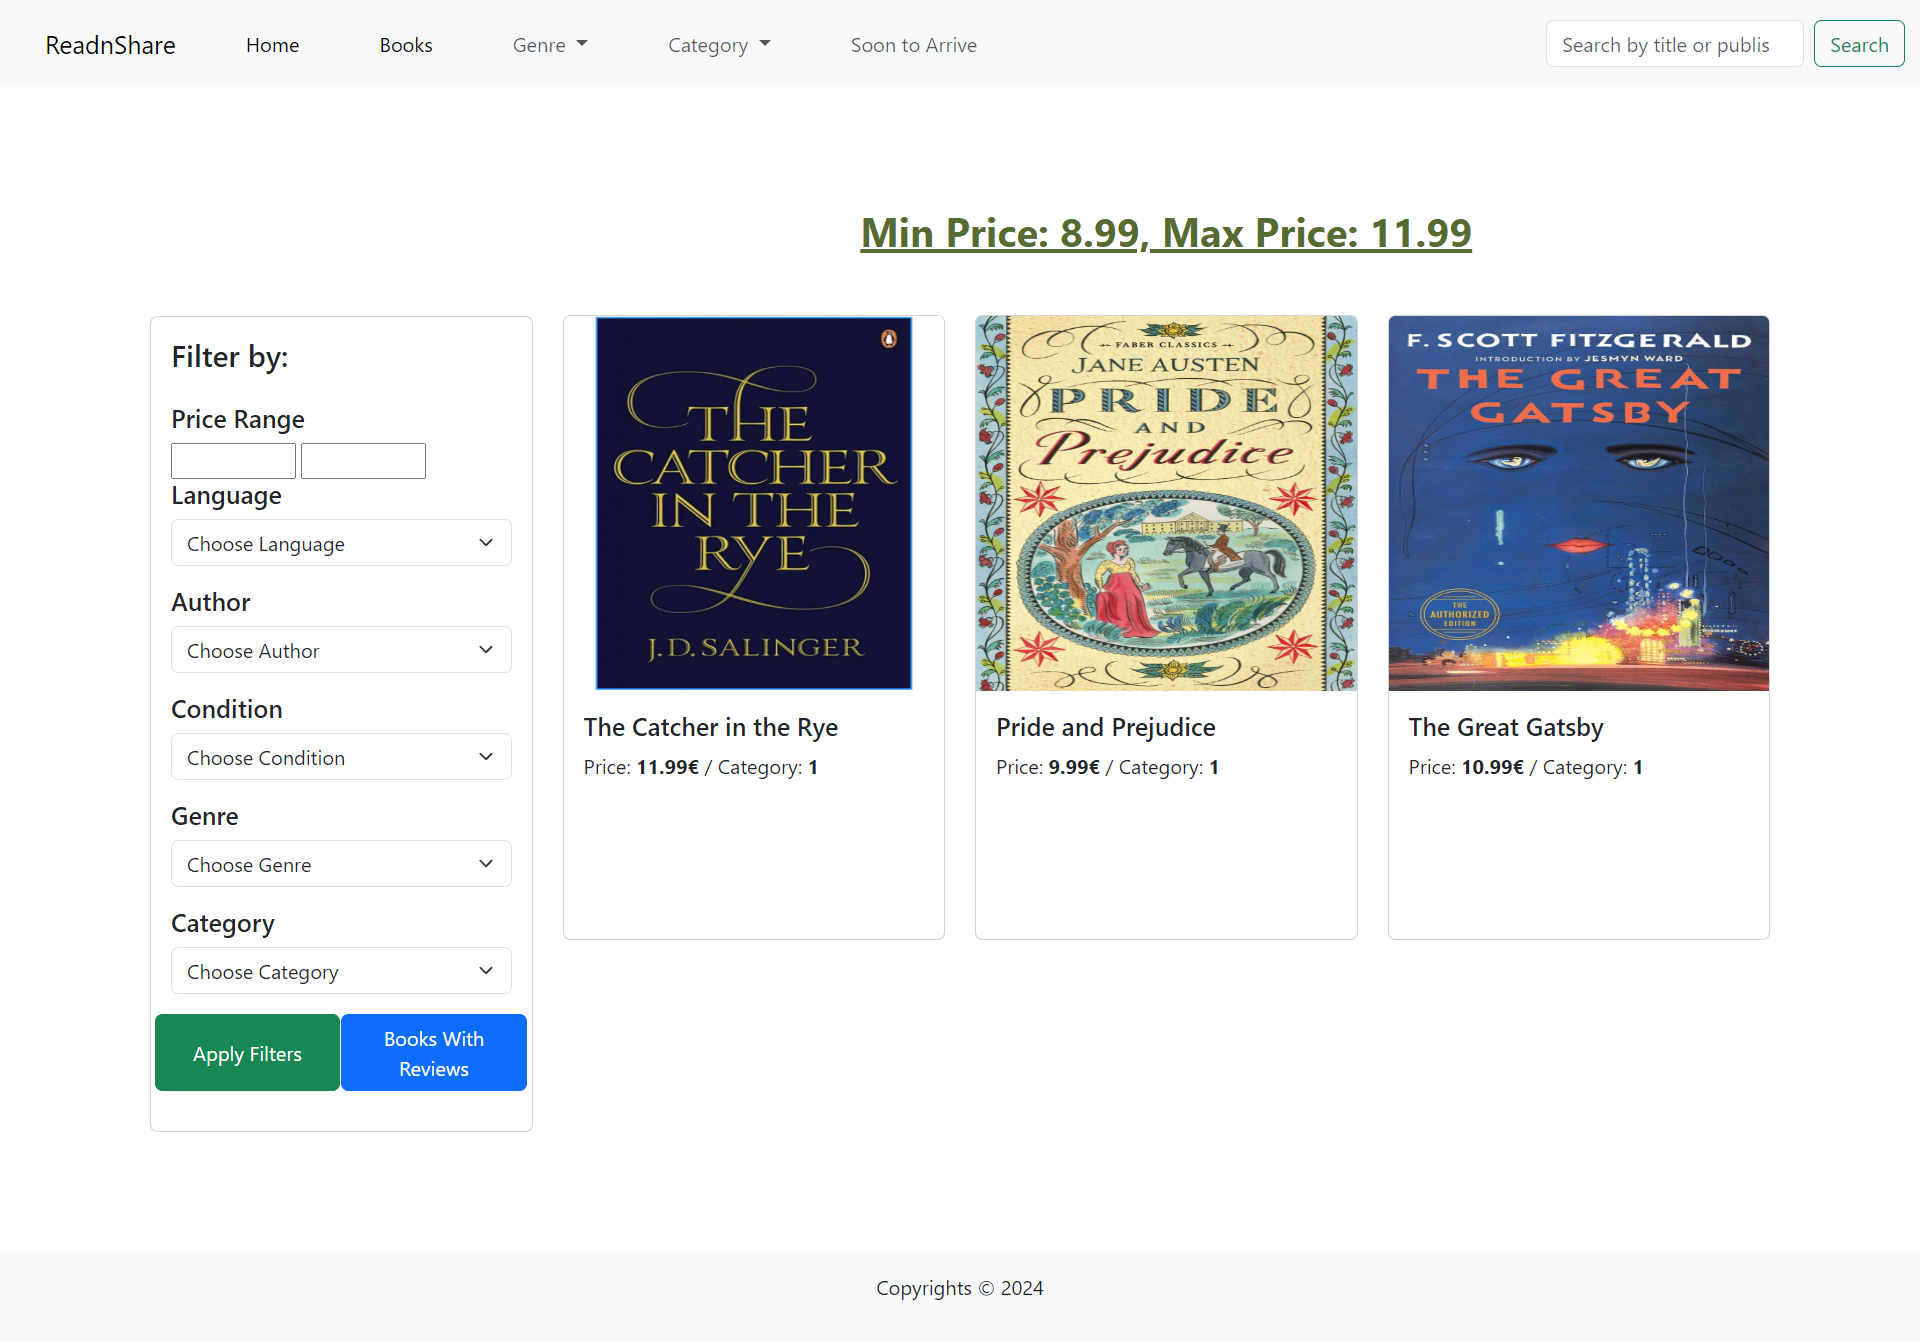 ReadnShare Home Books Genre Category Soon to Arrive Search by title or publis Search
Min Price: 8.99, Max Price: 11.99
Filter by:
Price Range
Language
Choose Language
Author
Choose Author
Condition
Choose Condition
Genre
Choose Genre
Category
Choose Category
Apply Filters
Books With
Reviews
THE
CATCHER
IN THE
RYE
J.D. SALINGER
The Catcher in the Rye
Price: 11.99€ / Category: 1
FABER CLASSICS
JANE AUSTEN
PRIDE
AND
Prejudice
Pride and Prejudice
Price: 9.99€ / Category: 1
F. SCOTT FITZGERALD
INTRODUCTION BY JESMYN WARD
THE GREAT
GATSBY
THE
AUTHORIZED
EDITION
The Great Gatsby
Price: 10.99€ / Category: 1
Copyrights © 2024